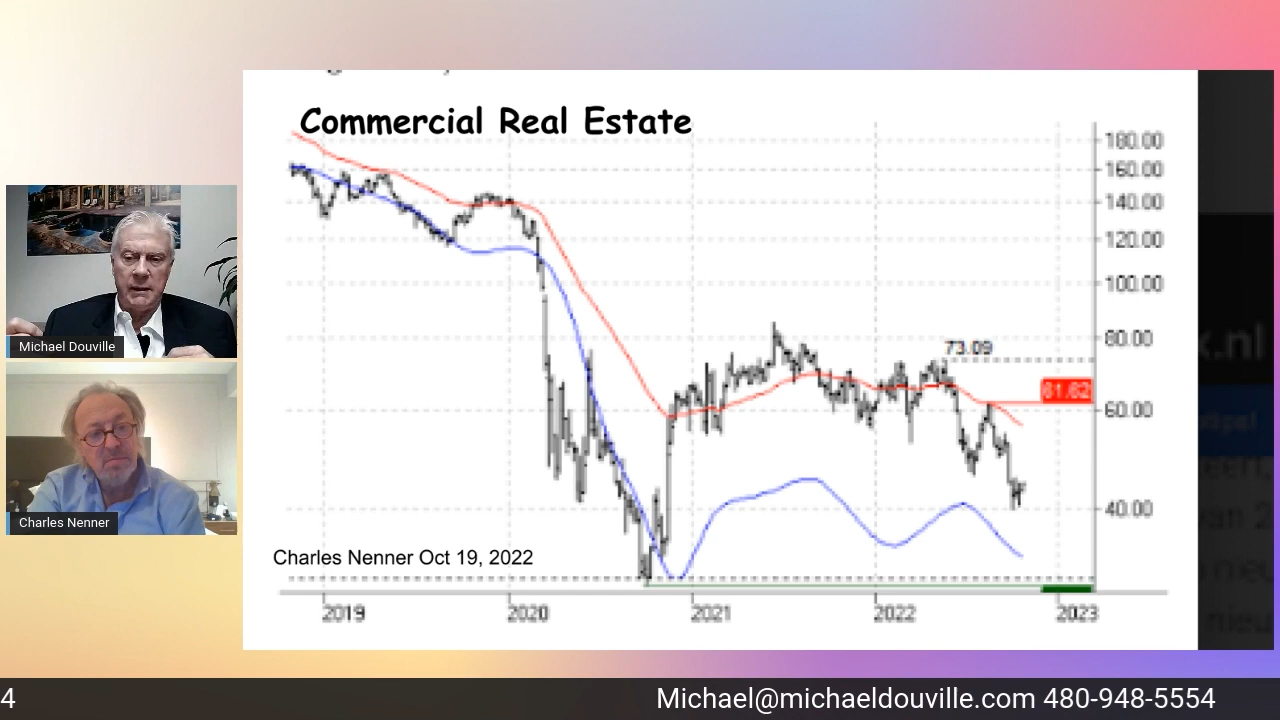 Commercial Real Estate
180.00
160.00
140.00
120.00
100.00
80.00
73.09
61.62
60.00
40.00
Michael Douville
Charles Nenner
Charles Nenner Oct 19, 2022
2019
2020
2021
2022
2023
x.nl
nieu
4
Michael@michaeldouville.com 480-948-5554